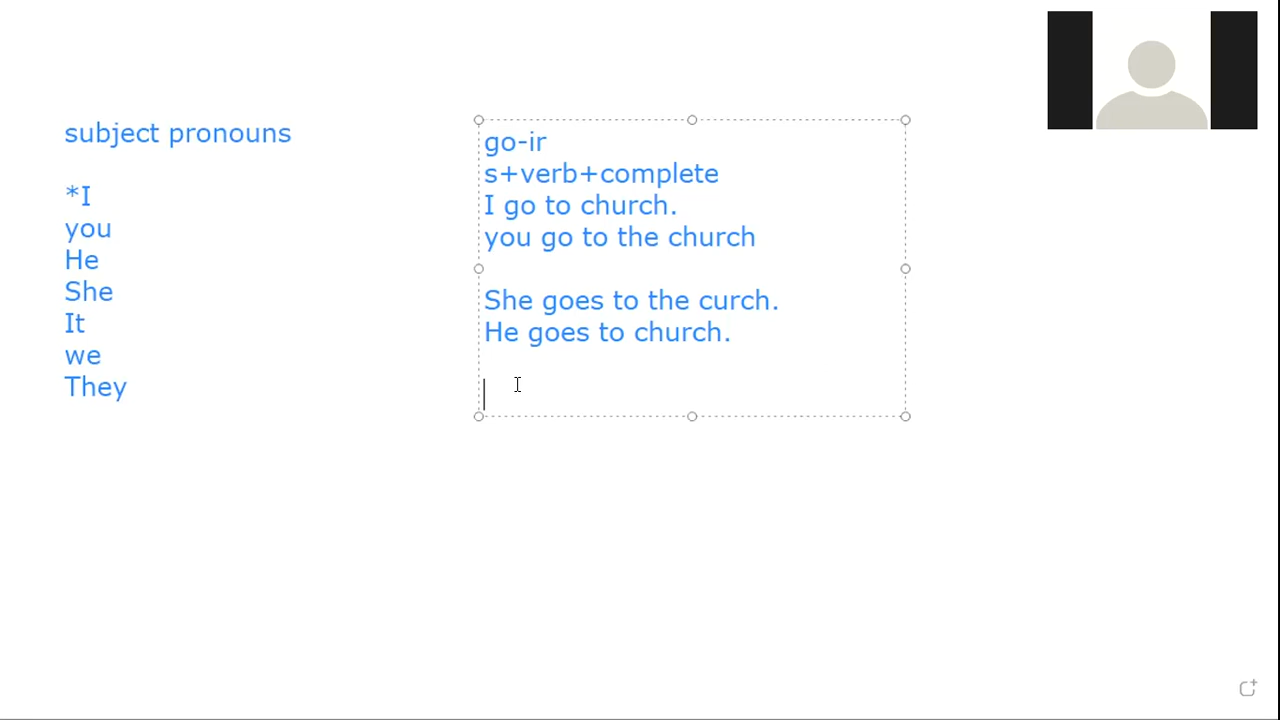 subject pronouns
*I
you
He
She
It
we
They
go-ir
s+verb+complete
I go to church.
you go to the church
She goes to the curch.
He goes to church.